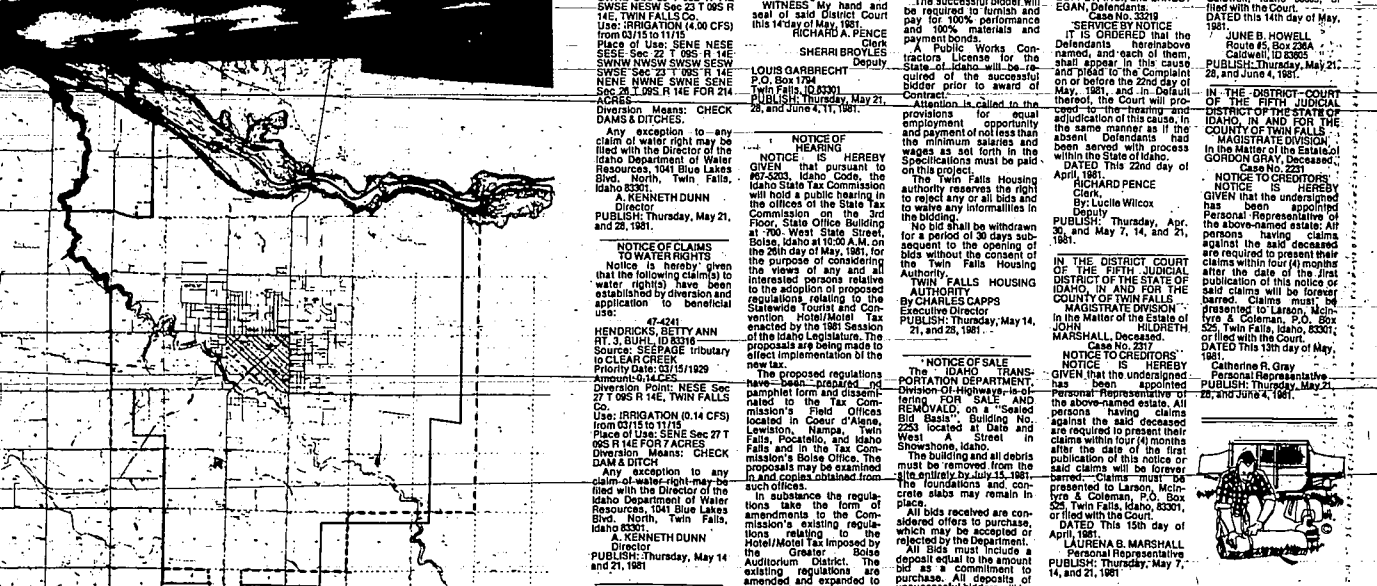 SWSE NESW Sec 23 T 09S R
14E, TWIN FALLS Co.
Use: IRRIGATION (4.00 CFS)
from 03/15 to 11/15
Place of Use: SENE NESE
SESE Sec 22 T 09S R 14E
SWNW NWSW SWSW SESW
SWSE Sec 23 T 09S R 14E
NENE NWNE SWNE SENE
Sec 26 T 09S R 14E FOR 214
ACRES
Diversion Means: CHECK
DAMS & DITCHES.
Any exception to any
claim of water right may be
filed with the Director of the
Idaho Department of Water
Resources, 1041 Blue Lakes
Blvd. North, Twin Falls,
Idaho 83301.
A. KENNETH DUNN
Director
PUBLISH: Thursday, May 21,
and 28, 1981.
NOTICE OF CLAIMS
TO WATER RIGHTS
Notice is hereby given
that the following claim(s) to
water right(s) have been
established by diversion and
application to beneficial
use:
47-4241
HENDRICKS, BETTY ANN
RT. 3, BUHL, ID 83316
Source: SEEPAGE tributary
to CLEAR CREEK
Priority Date: 03/15/1929
Amount: 0.14 CFS
Diversion Point: NESE Sec
27 T 09S R 14E, TWIN FALLS
Co.
Use: IRRIGATION (0.14 CFS)
from 03/15 to 11/15
Place of Use: SENE Sec 27 T
09S R 14E FOR 7 ACRES
Diversion Means: CHECK
DAM & DITCH
Any exception to any
claim of water right may be
filed with the Director of the
Idaho Department of Water
Resources, 1041 Blue Lakes
Blvd. North, Twin Falls,
Idaho 83301.
A. KENNETH DUNN
Director
PUBLISH: Thursday, May 14
and 21, 1981
WITNESS My hand and
seal of said District Court
this 14 day of May, 1981.
RICHARD A. PENCE
Clerk
SHERRI BROYLES
Deputy
LOUIS GARBRECHT
P.O. Box 1794
Twin Falls, ID 83301
PUBLISH: Thursday, May 21,
28, and June 4, 11, 1981.
NOTICE OF
HEARING
NOTICE IS HEREBY
GIVEN that pursuant to
#67-5203, Idaho Code, the
Idaho State Tax Commission
will hold a public hearing in
the offices of the State Tax
Commission on the 3rd
Floor, State Office Building
at 700 West State Street,
Boise, Idaho at 10:00 A.M. on
the 26th day of May, 1981, for
the purpose of considering
the views of any and all
interested persons relative
to the adoption of proposed
regulations, relating to the
Statewide Tourist and Con-
vention Hotel/Motel Tax
enacted by the 1981 Session
of the Idaho Legislature. The
proposals are being made to
effect implementation of the
new tax.
The proposed regulations
have been prepared nd
pamphlet form and dissemi-
nated to the Tax Com-
mission's Field Offices
located in Coeur d'Alene,
Lewiston, Nampa, Twin
Falls, Pocatello, and Idaho
Falls and in the Tax Com-
mission's Boise Office. The
proposals may be examined
in and copies obtained from
such offices.
In substance the regula-
tions take the form of
amendments to the Com-
mission's existing regula-
tions relating to the
Hotel/Motel Tax imposed by
the Greater Boise
Auditorium District. The
existing regulations are
amended and expanded to
The successful bidder will
be required to furnish and
pay for 100% performance
and 100% materials and
payment bonds.
A Public Works Con-
tractors License for the
State of Idaho will be re-
quired of the successful
bidder prior to award of
Contract.
Attention is called to the
provisions for equal
employment opportunity
and payment of not less than
the minimum salaries and
wages as set forth in the
Specifications must be paid
on this project.
The Twin Falls Housing
authority reserves the right
to reject any or all bids and
to waive any informalities in
the bidding.
No bid shall be withdrawn
for a period of 30 days sub-
sequent to the opening of
bids without the consent of
the Twin Falls Housing
Authority.
TWIN FALLS HOUSING
AUTHORITY
By CHARLES CAPPS
Executive Director
PUBLISH: Thursday, May 14,
21, and 28, 1981.
NOTICE OF SALE
The IDAHO TRANS-
PORTATION DEPARTMENT,
Division Of Highways, is of-
fering FOR SALE AND
REMOVALD, on a "Sealed
Bid Basis", Building No.
2253 located at Date and
West A Street in
Showshone, Idaho.
The building and all debris
must be removed from the
site entirely by July 15, 1981.
The foundations and con-
crete slabs may remain in
place.
All bids received are con-
sidered offers to purchase,
which may be accepted or
rejected by the Department.
All Bids must include a
deposit equal to the amount
bid as a commitment to
purchase. All deposits of
EGAN, Defendants.
Case No. 33219
SERVICE BY NOTICE
IT IS ORDERED that the
Defendants hereinabove
named, and each of them,
shall appear in this cause
and plead to the Complaint
on or before the 22nd day of
May, 1981, and in Default
thereof, the Court will pro-
ceed to the hearing and
adjudication of this cause, in
the same manner as if the
absent Defendants had
been served with process
within the State of Idaho.
DATED This 22nd day of
April, 1981.
RICHARD PENCE
Clerk,
By: Lucile Wilcox
Deputy
PUBLISH: Thursday, Apr.
30, and May 7, 14, and 21,
1981.
IN THE DISTRICT COURT
OF THE FIFTH JUDICIAL
DISTRICT OF THE STATE OF
IDAHO, IN AND FOR THE
COUNTY OF TWIN FALLS
MAGISTRATE DIVISION
In the Matter of the Estate of
JOHN HILDRETH
MARSHALL, Deceased.
Case No. 2317
NOTICE TO CREDITORS
NOTICE IS HEREBY
GIVEN that the undersigned
has been appointed
Personal Representative of
the above-named estate. All
persons having claims
against the said deceased
are required to present their
claims within four (4) months
after the date of the first
publication of this notice or
said claims will be forever
barred. Claims must be
presented to Larson, McIn-
tyre & Coleman, P.O. Box
525, Twin Falls, Idaho, 83301,
or filed with the Court.
DATED This 15th day of
April, 1981.
LAURENA B. MARSHALL
Personal Representative
PUBLISH: Thursday, May 7,
14, and 21, 1981
filed with the Court.
DATED this 14th day of May,
1981.
JUNE B. HOWELL
Route #5, Box 236A
Caldwell, ID 83605
PUBLISH: Thursday, May 21,
28, and June 4, 1981.
IN THE DISTRICT COURT
OF THE FIFTH JUDICIAL
DISTRICT OF THE STATE OF
IDAHO, IN AND FOR THE
COUNTY OF TWIN FALLS
MAGISTRATE DIVISION
In the Matter of the Estate of
GORDON GRAY, Deceased.
Case No. 2231
NOTICE TO CREDITORS
NOTICE IS HEREBY
GIVEN that the undersigned
has been appointed
Personal Representative of
the above-named estate: All
persons having claims
against the said deceased
are required to present their
claims within four (4) months
after the date of the first
publication of this notice or
said claims will be forever
barred. Claims must be
presented to Larson, McIn-
tyre & Coleman, P.O. Box
525, Twin Falls, Idaho, 83301,
or filed with the Court.
DATED This 13th day of May,
1981.
Catherine R. Gray
Personal Representative
PUBLISH: Thursday, May 21,
28, and June 4, 1981.